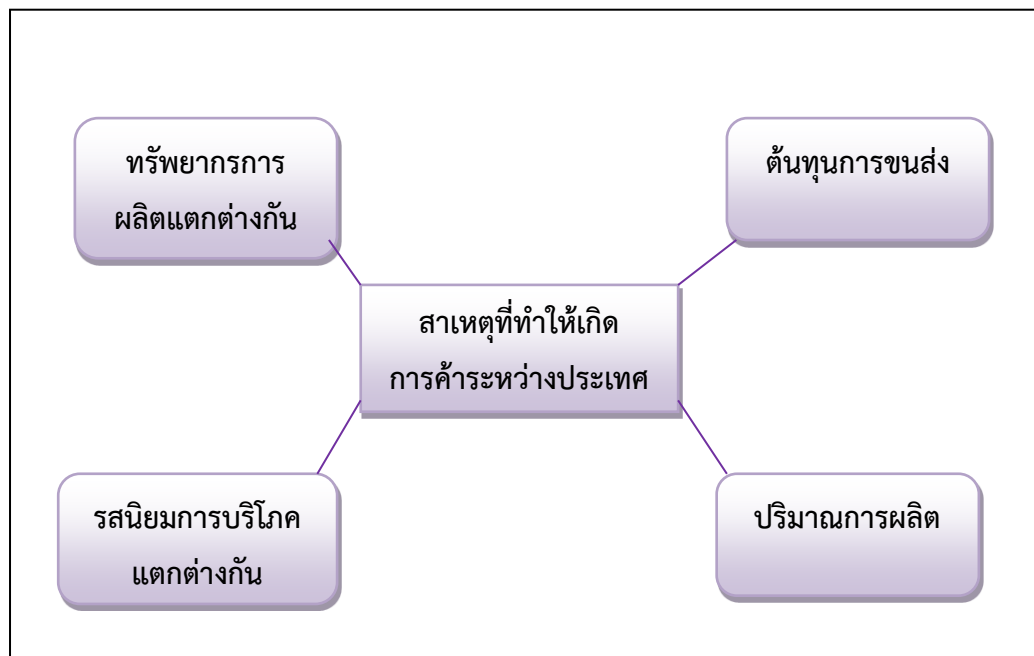 ทรัพยากรการ
ผลิตแตกต่างกัน
ต้นทุนการขนส่ง
สาเหตุที่ทำให้เกิด
การค้าระหว่างประเทศ
รสนิยมการบริโภค
แตกต่างกัน
ปริมาณการผลิต